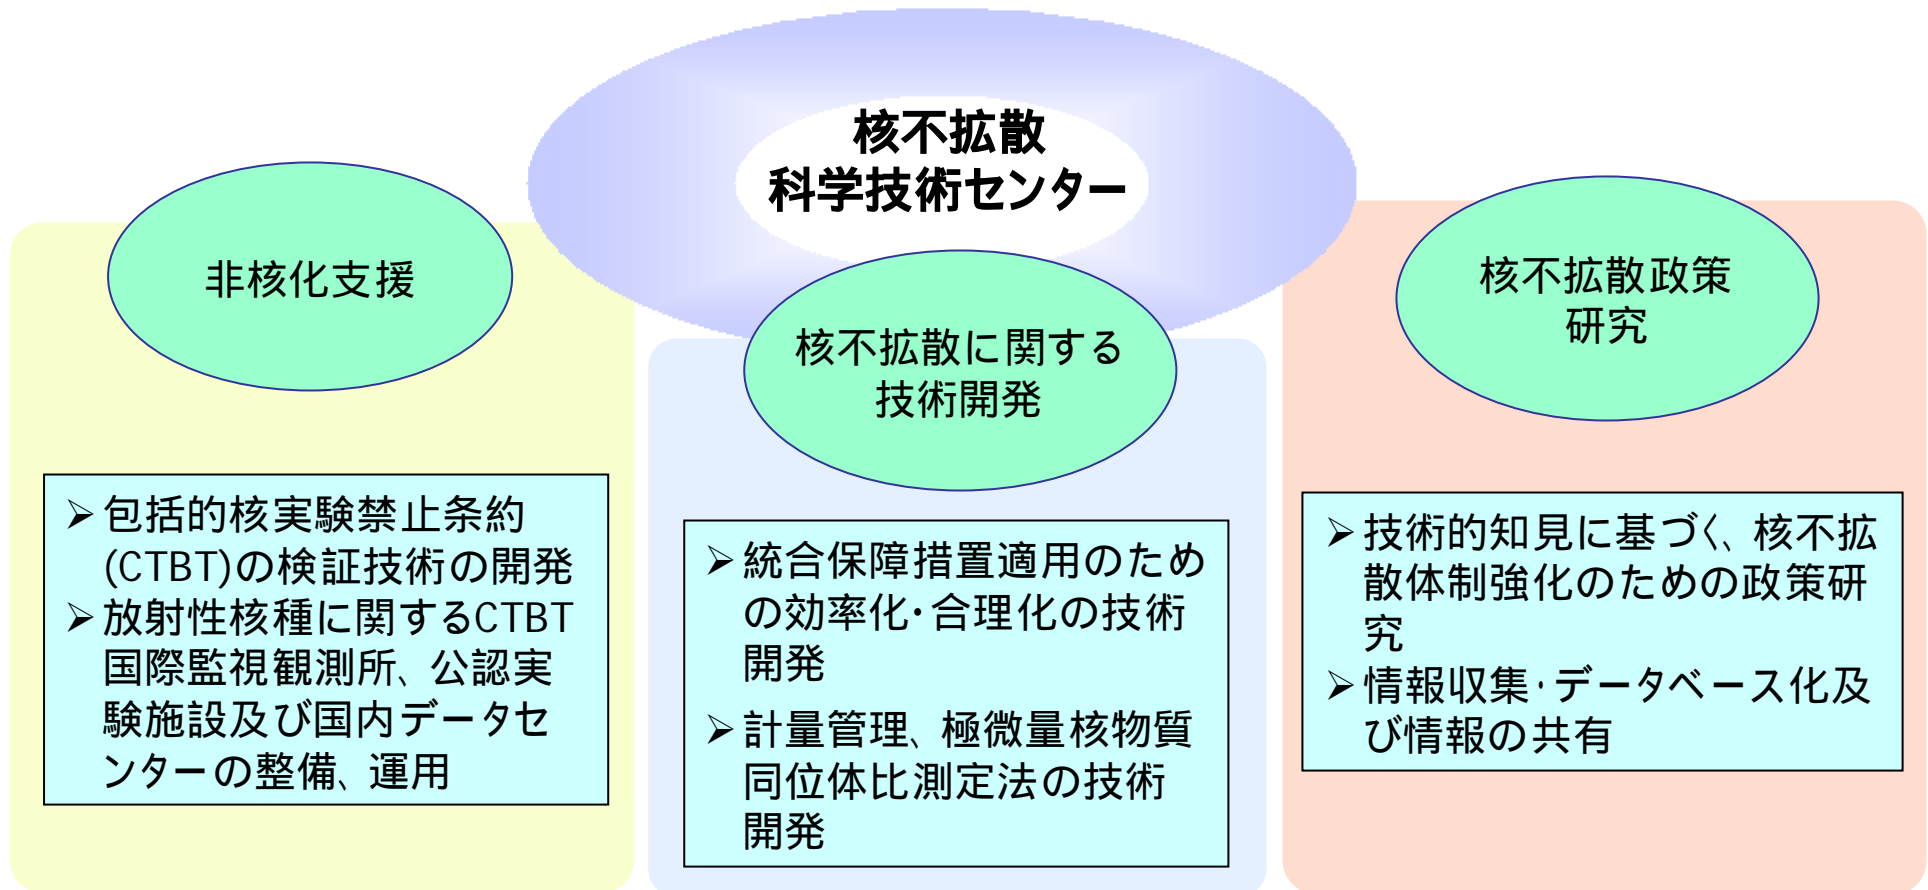 核不拡散
科学技術センター
非核化支援
➢包括的核実験禁止条約
(CTBT)の検証技術の開発
➢放射性核種に関するCTBT
国際監視観測所、公認実
験施設及び国内データセ
ンターの整備、運用
核不拡散に関する
技術開発
➢統合保障措置適用のため
の効率化・合理化の技術
開発
➢計量管理、極微量核物質
同位体比測定法の技術
開発
核不拡散政策
研究
➢技術的知見に基づく、核不拡
散体制強化のための政策研
究
➢情報収集・データベース化及
び情報の共有